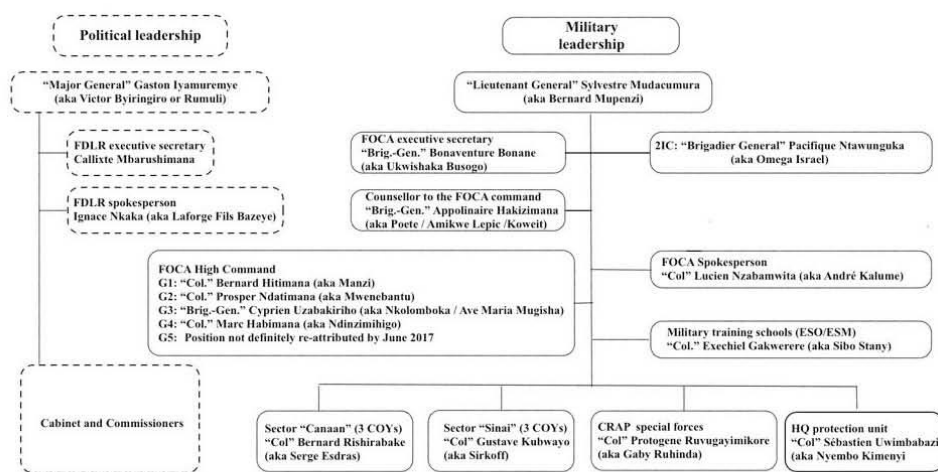 Political leadership
Military
leadership
“Major General” Gaston Iyamuremye
(aka Victor Byiringiro or Rumuli)
“Lieutenant General” Sylvestre Mudacumura
(aka Bernard Mupenzi)
FDLR executive secretary
Callixte Mbarushimana
FOCA executive secretary
“Brig.-Gen.” Bonaventure Bonane
(aka Ukwishaka Busogo)
2IC: “Brigadier General” Pacifique Ntawunguka
(aka Omega Israel)
FDLR spokesperson
Ignace Nkaka (aka Laforge Fils Bazeye)
Counsellor to the FOCA command
“Brig.-Gen.” Appolinaire Hakizimana
(aka Poete / Amikwe Lepic /Koweit)
FOCA High Command
G1: “Col.” Bernard Hitimana (aka Manzi)
G2: “Col.” Prosper Ndatimana (aka Mwenebantu)
G3: “Brig.-Gen.” Cyprien Uzabakiriho (aka Nkolomboka / Ave Maria Mugisha)
G4: “Col.” Marc Habimana (aka Ndinzimihigo)
G5: Position not definitely re-attributed by June 2017
FOCA Spokesperson
“Col” Lucien Nzabamwita (aka André Kalume)
Military training schools (ESO/ESM)
“Col.” Exechiel Gakwerere (aka Sibo Stany)
Cabinet and Commissioners
Sector “Canaan” (3 COYs)
“Col” Bernard Rishirabake
(aka Serge Esdras)
Sector “Sinai” (3 COYs)
“Col” Gustave Kubwayo
(aka Sirkoff)
CRAP special forces
“Col” Protogene Ruvugayimikore
(aka Gaby Ruhinda)
HQ protection unit
“Col” Sébastien Uwimbabazi
(aka Nyembo Kimenyi